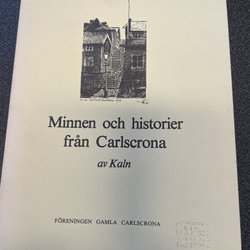 Minnen och historier
från Carlscrona
av Kaln
FÖRENINGEN GAMLA CARLSCRONA